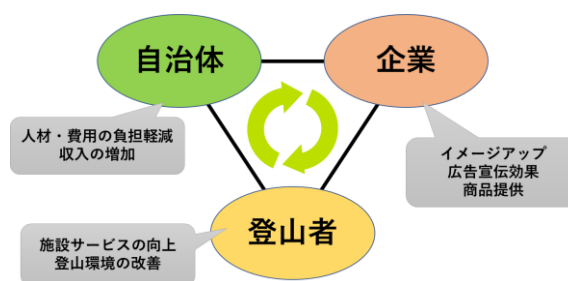 自治体
企業
人材・費用の負担軽減
収入の増加
イメージアップ
広告宣伝効果
商品提供
登山者
施設サービスの向上
登山環境の改善